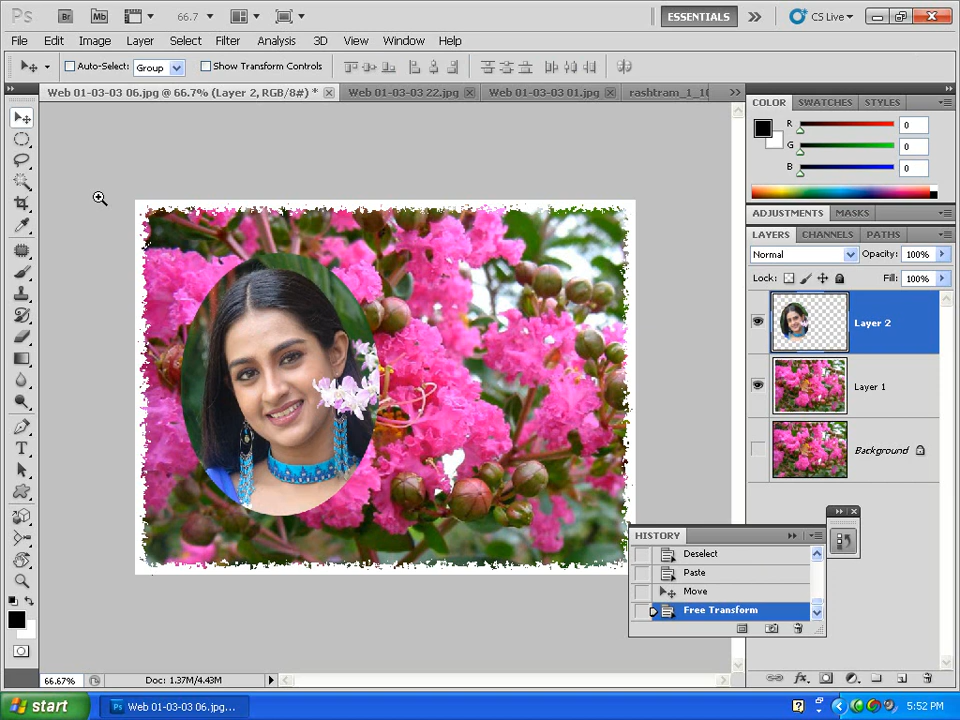 Ps Br Mb 66.7 ESSENTIALS CS Live
File Edit Image Layer Select Filter Analysis 3D View Window Help
Auto-Select: Group Show Transform Controls
Web 01-03-03 06.jpg @ 66.7% (Layer 2, RGB/8#) * Web 01-03-03 22.jpg Web 01-03-03 01.jpg rashtram_1_1
COLOR SWATCHES STYLES
R 0
G 0
B 0
ADJUSTMENTS MASKS
LAYERS CHANNELS PATHS
Normal Opacity: 100%
Lock: Fill: 100%
Layer 2
Layer 1
Background
HISTORY
Deselect
Paste
Move
Free Transform
66.67% Doc: 1.37M/4.43M
start Ps Web 01-03-03 06.jpg... 5:52 PM